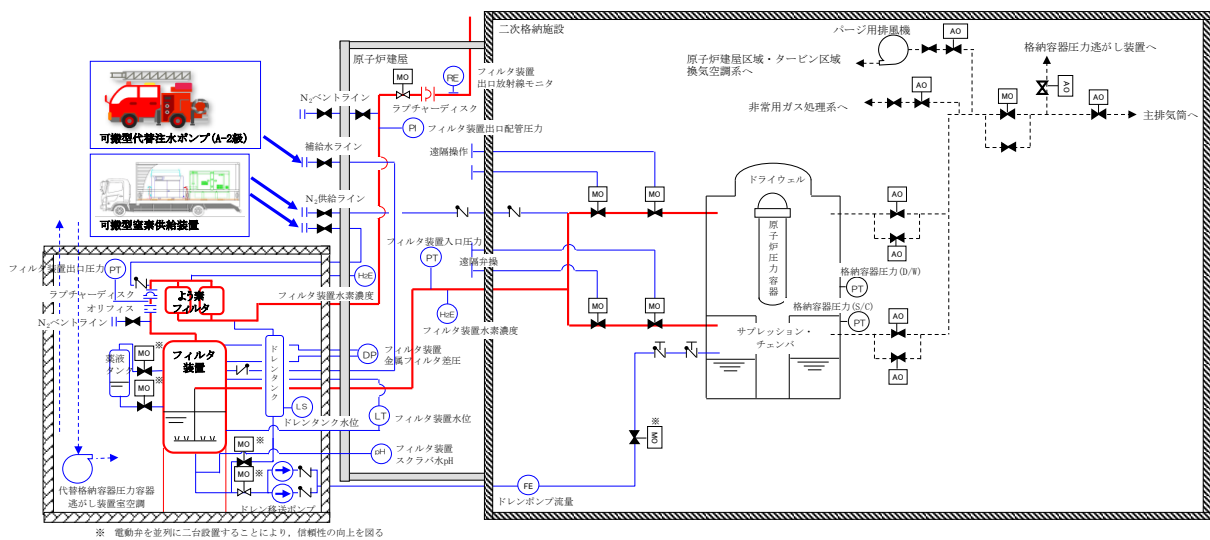 二次格納施設
パージ用排風機
AO
格納容器圧力逃がし装置へ
原子炉建屋区域・タービン区域
換気空調系へ
AO
MO
AO
AO
非常用ガス処理系へ
主排気筒へ
原子炉建屋
MO
RE
フィルタ装置
出口放射線モニタ
N₂ベントライン
ラプチャーディスク
可搬型代替注水ポンプ(A-2級)
PI
フィルタ装置出口配管圧力
補給水ライン
遠隔操作
ドライウェル
MO
MO
AO
N₂供給ライン
可搬型窒素供給装置
原子炉圧力容器
フィルタ装置入口圧力
PT
遠隔弁操
AO
フィルタ装置出口圧力
PT
H₂E
格納容器圧力(D/W)
PT
ラプチャーディスク
よう素
フィルタ
フィルタ装置水素濃度
オリフィス
H₂E
MO
MO
格納容器圧力(S/C)
PT
N₂ベントライン
フィルタ装置水素濃度
サプレッション・
チェンバ
AO
MO
※
薬液
タンク
フィルタ
装置
ドレンタンク
DP
フィルタ装置
金属フィルタ差圧
MO
※
AO
LS
LT
フィルタ装置水位
ドレンタンク水位
MO
※
※
MO
pH
フィルタ装置
スクラバ水pH
MO
※
代替格納容器圧力容器
逃がし装置室空調
FE
ドレン移送ポンプ
ドレンポンプ流量
※ 電動弁を並列に二台設置することにより，信頼性の向上を図る